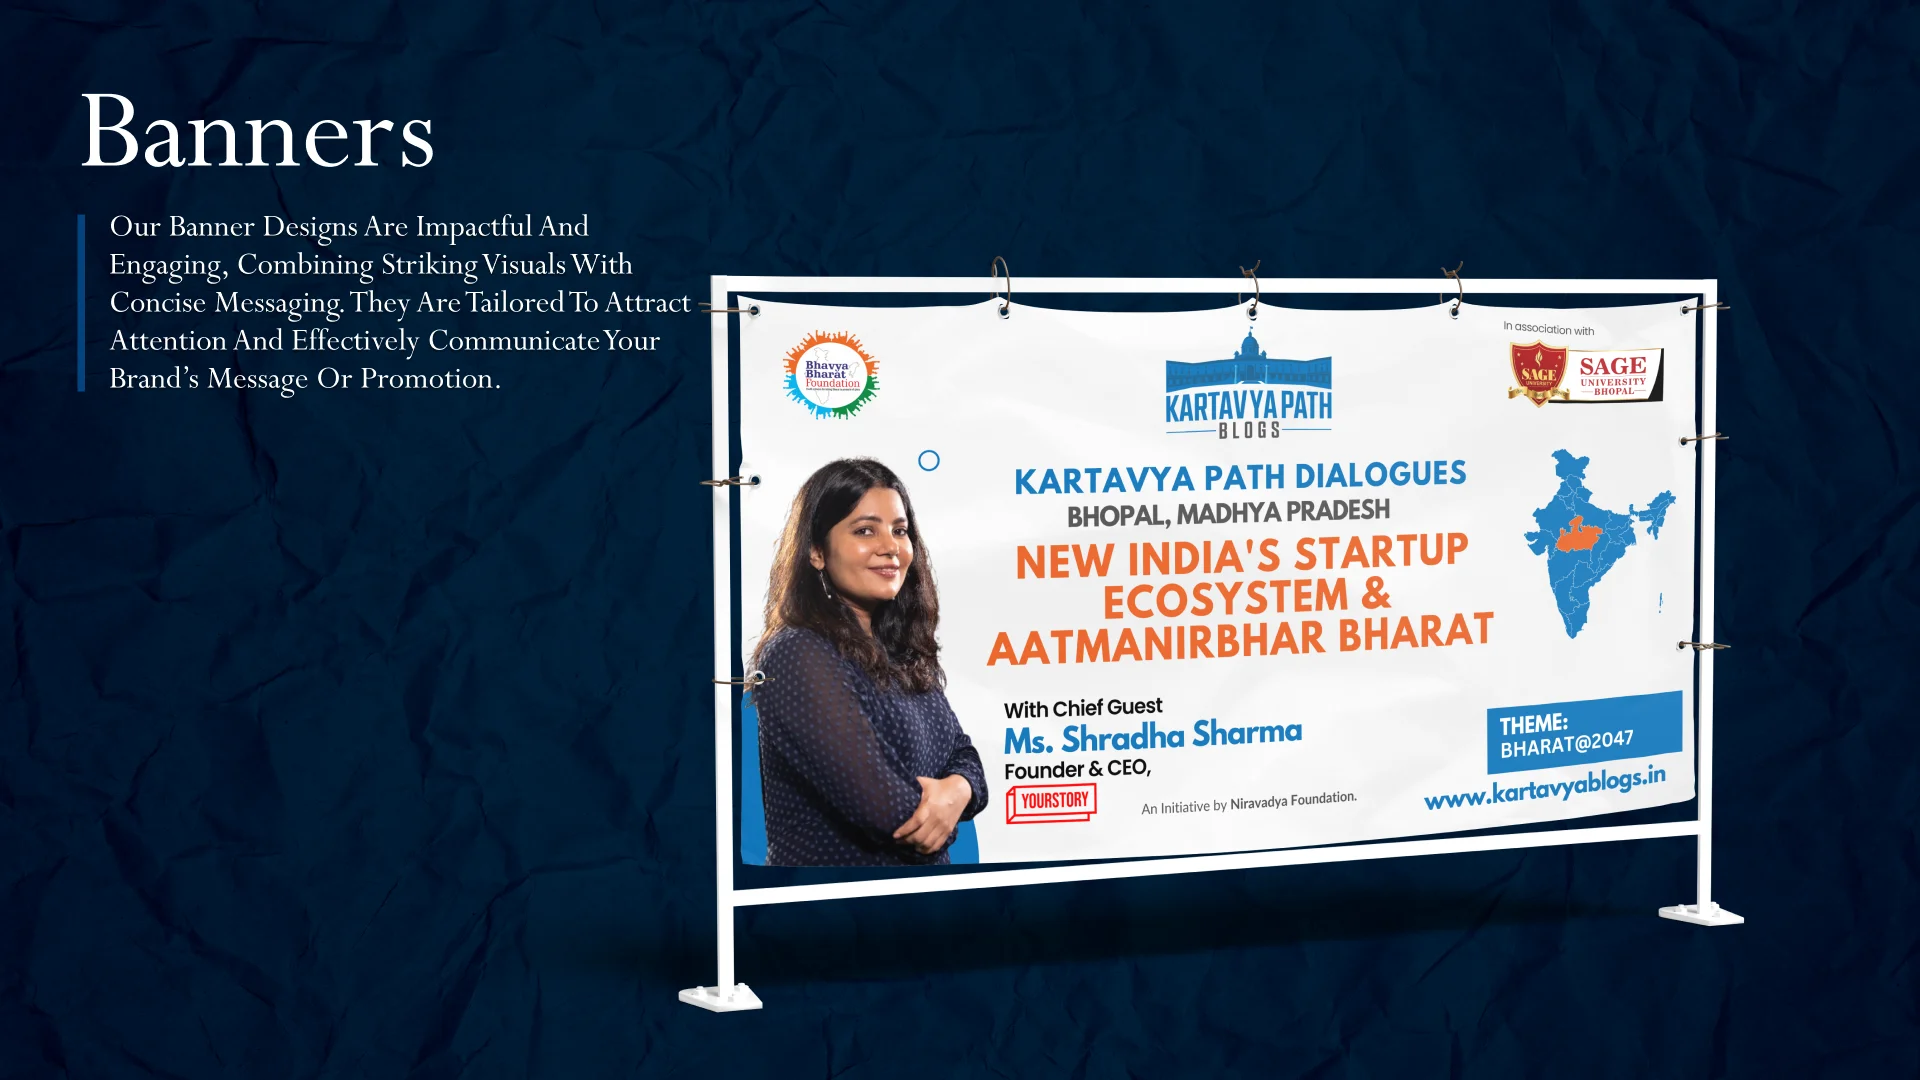 Banners
Our Banner Designs Are Impactful And
Engaging, Combining Striking Visuals With
Concise Messaging. They Are Tailored To Attract
Attention And Effectively Communicate Your
Brand’s Message Or Promotion.
Bhavya
Bharat
Foundation
KARTAVYA PATH
BLOGS
In association with
SAGE
UNIVERSITY
SAGE
UNIVERSITY
BHOPAL
KARTAVYA PATH DIALOGUES
BHOPAL, MADHYA PRADESH
NEW INDIA'S STARTUP
ECOSYSTEM &
AATMANIRBHAR BHARAT
With Chief Guest
Ms. Shradha Sharma
Founder & CEO,
YOURSTORY
An Initiative by Niravadya Foundation.
THEME:
BHARAT@2047
www.kartavyablogs.in